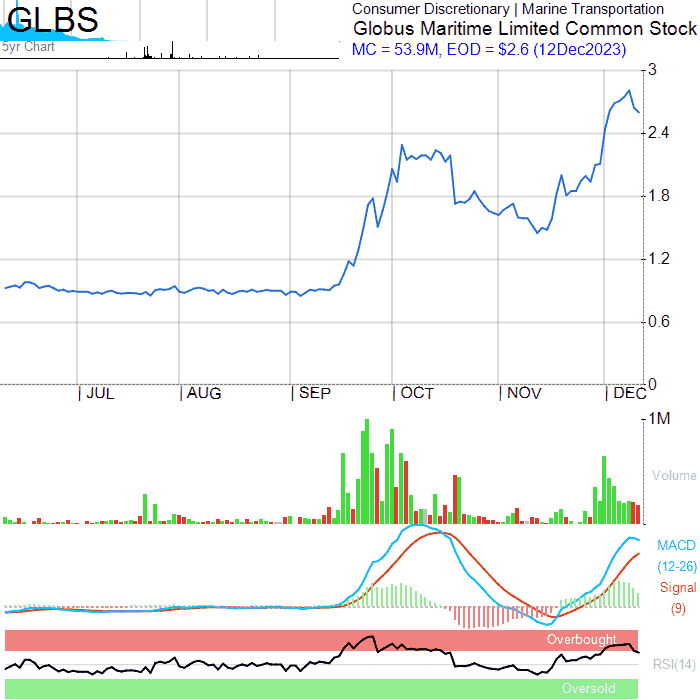 GLBS
Consumer Discretionary | Marine Transportation
Globus Maritime Limited Common Stock
MC = 53.9M, EOD = $2.6 (12Dec2023)
5yr Chart
3
2.4
1.8
1.2
0.6
0
| JUL | AUG | SEP | OCT | NOV | DEC
1M
Volume
MACD
(12-26)
Signal
(9)
Overbought
RSI(14)
Oversold